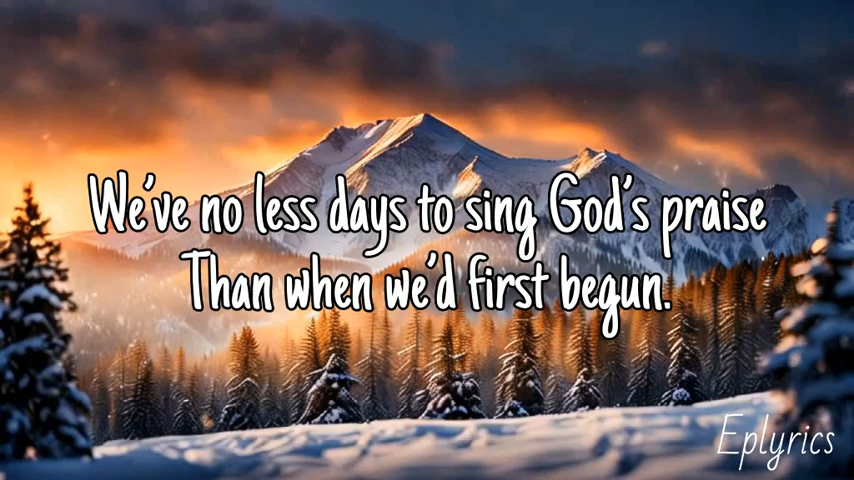 We've no less days to sing God's praise
Than when we'd first begun.
Eplyrics